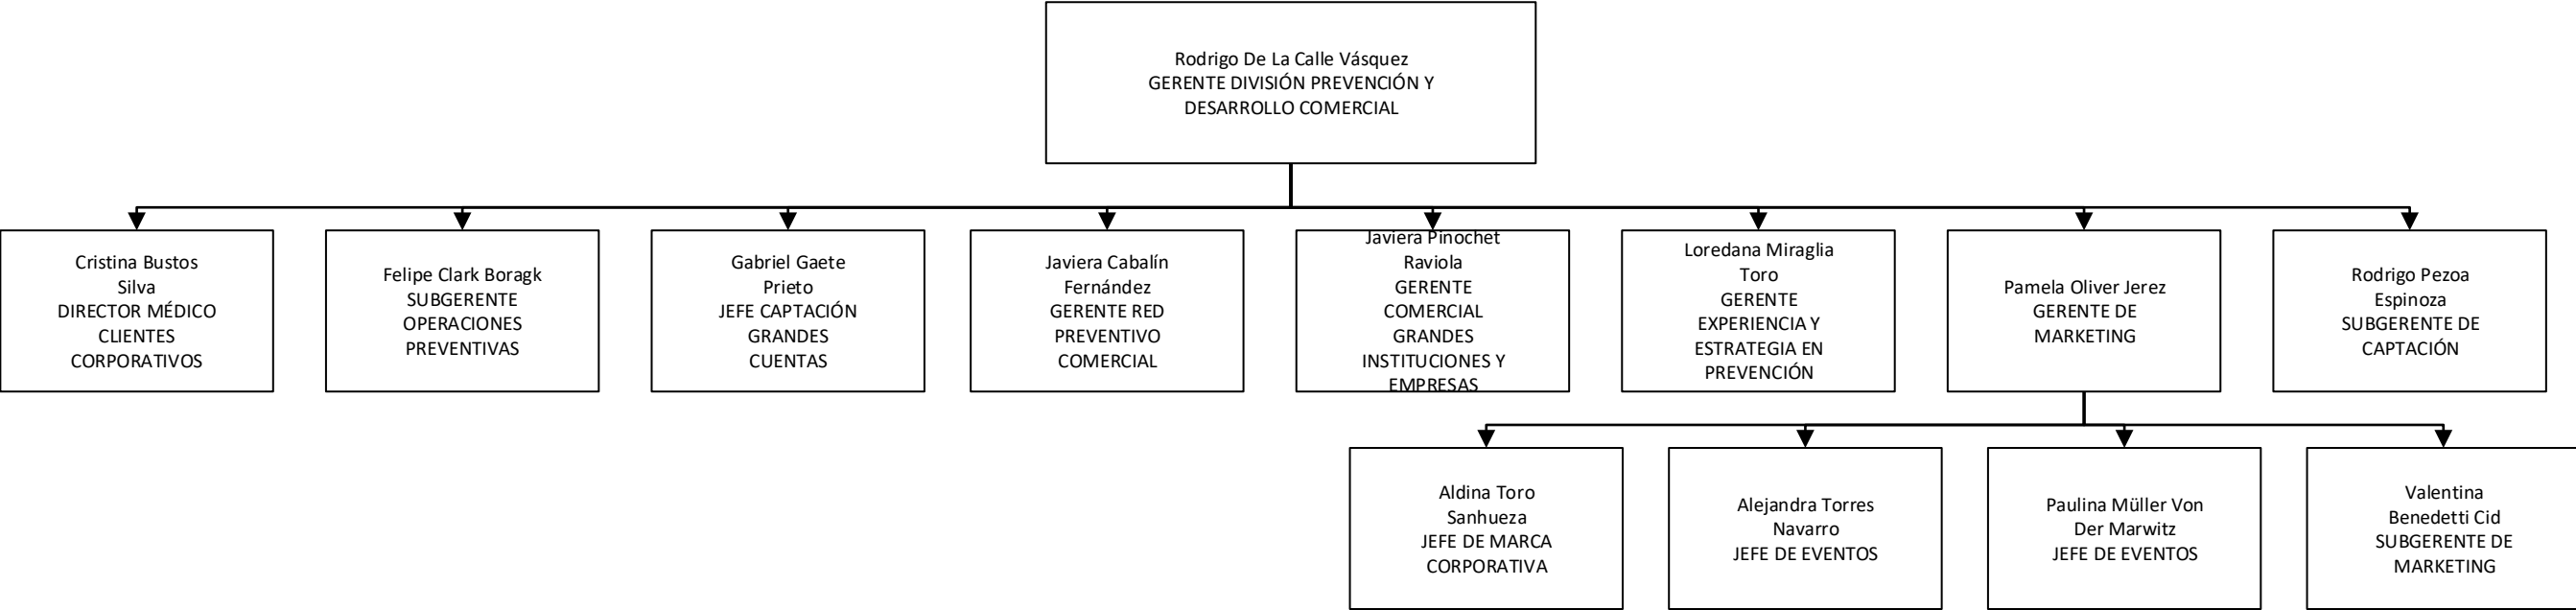 Rodrigo De La Calle Vásquez
GERENTE DIVISIÓN PREVENCIÓN Y
DESARROLLO COMERCIAL
Cristina Bustos
Silva
DIRECTOR MÉDICO
CLIENTES
CORPORATIVOS
Felipe Clark Boragk
SUBGERENTE
OPERACIONES
PREVENTIVAS
Gabriel Gaete
Prieto
JEFE CAPTACIÓN
GRANDES
CUENTAS
Javiera Cabalín
Fernández
GERENTE RED
PREVENTIVO
COMERCIAL
Javiera Pinochet
Raviola
GERENTE
COMERCIAL
GRANDES
INSTITUCIONES Y
EMPRESAS
Loredana Miraglia
Toro
GERENTE
EXPERIENCIA Y
ESTRATEGIA EN
PREVENCIÓN
Pamela Oliver Jerez
GERENTE DE
MARKETING
Rodrigo Pezoa
Espinoza
SUBGERENTE DE
CAPTACIÓN
Aldina Toro
Sanhueza
JEFE DE MARCA
CORPORATIVA
Alejandra Torres
Navarro
JEFE DE EVENTOS
Paulina Müller Von
Der Marwitz
JEFE DE EVENTOS
Valentina
Benedetti Cid
SUBGERENTE DE
MARKETING